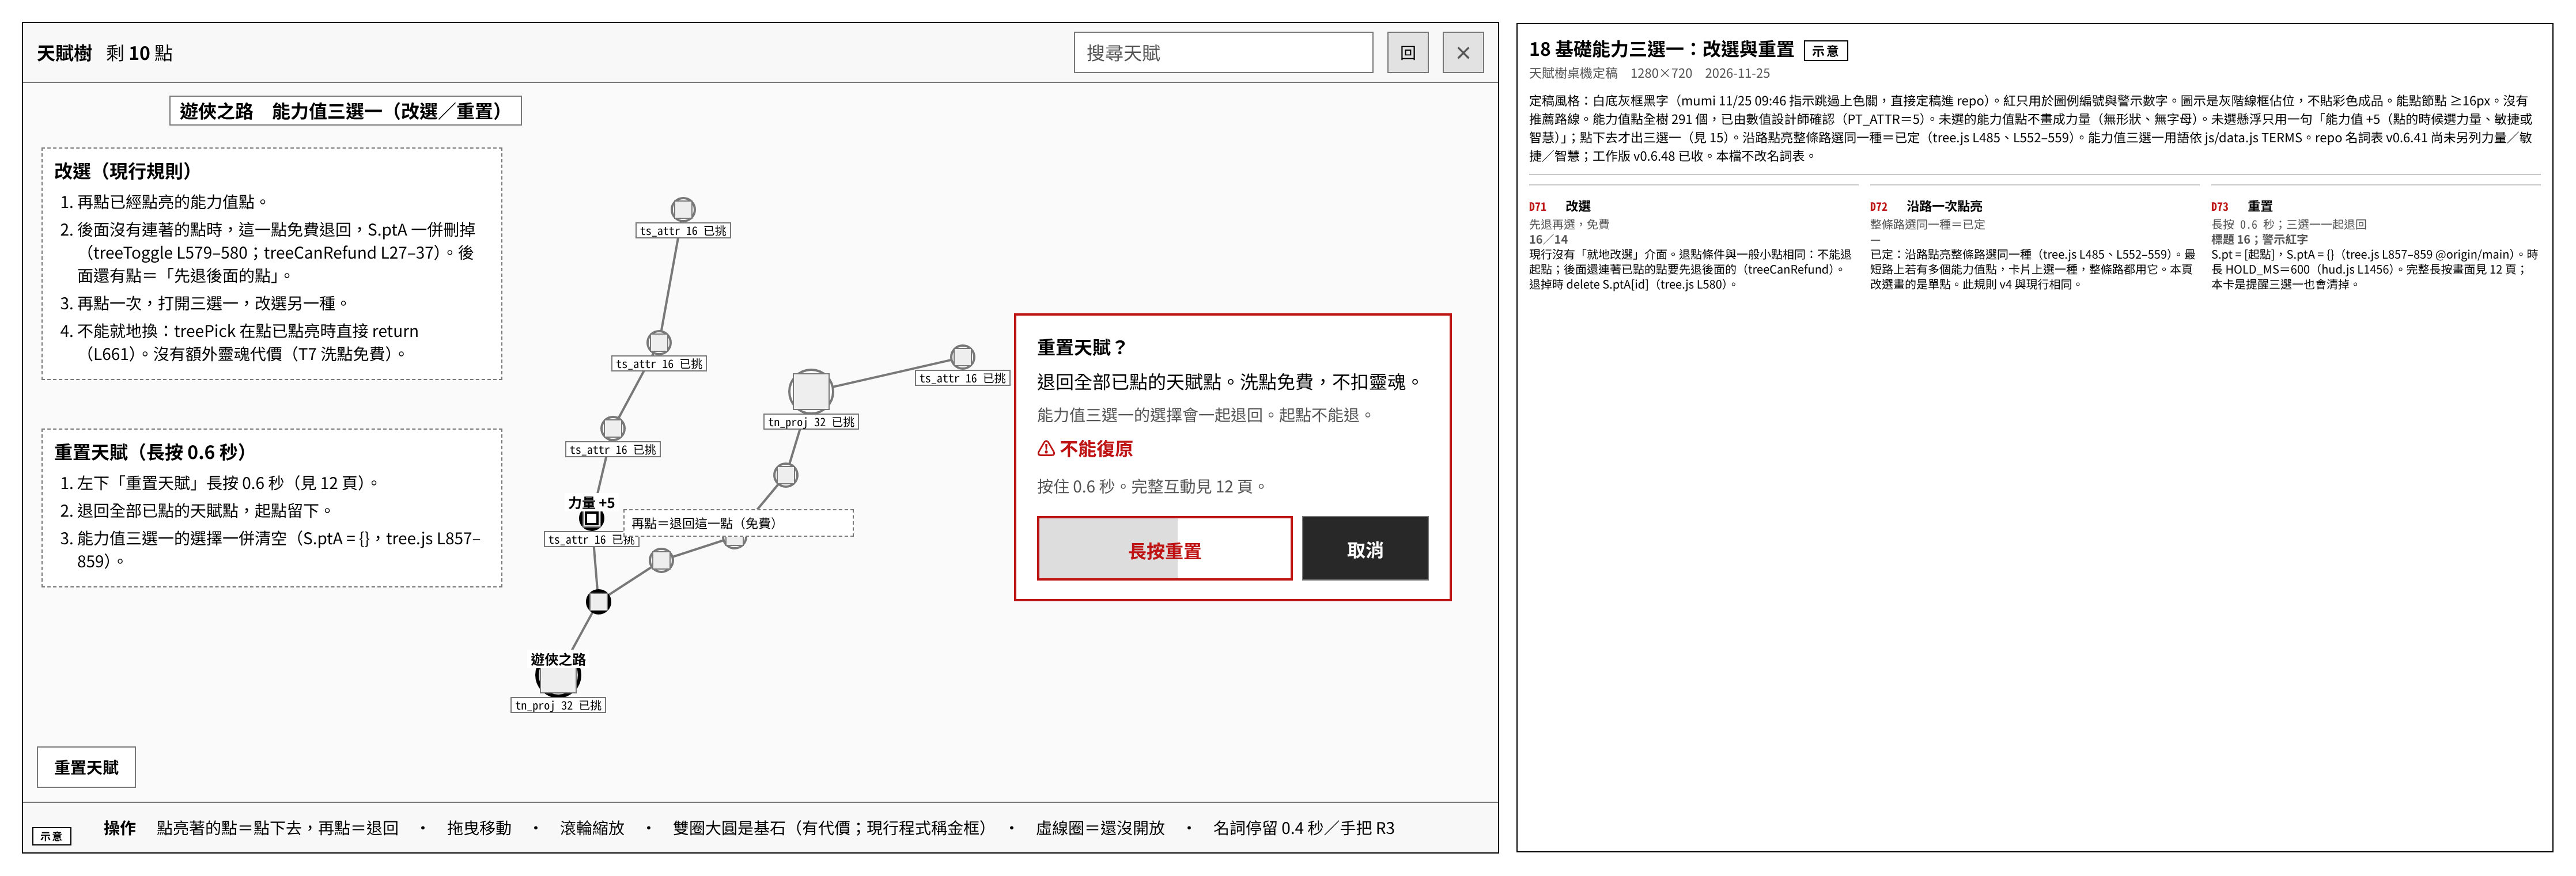 天賦樹 剩 10 點
搜尋天賦
回
×
遊俠之路 能力值三選一（改選／重置）
改選（現行規則）
1. 再點已經點亮的能力值點。
2. 後面沒有連著的點時，這一點免費退回，S.ptA 一併刪掉
（treeToggle L579–580；treeCanRefund L27–37）。後
面還有點＝「先退後面的點」。
3. 再點一次，打開三選一，改選另一種。
4. 不能就地換：treePick 在點已點亮時直接 return
（L661）。沒有額外靈魂代價（T7 洗點免費）。
重置天賦（長按 0.6 秒）
1. 左下「重置天賦」長按 0.6 秒（見 12 頁）。
2. 退回全部已點的天賦點，起點留下。
3. 能力值三選一的選擇一併清空（S.ptA = {}，tree.js L857–
859）。
ts_attr 16 已挑
ts_attr 16 已挑
ts_attr 16 已挑
tn_proj 32 已挑
ts_attr 16 已挑
力量 +5
ts_attr 16 已挑
再點＝退回這一點（免費）
遊俠之路
tn_proj 32 已挑
重置天賦？
退回全部已點的天賦點。洗點免費，不扣靈魂。
能力值三選一的選擇會一起退回。起點不能退。
不能復原
按住 0.6 秒。完整互動見 12 頁。
長按重置
取消
重置天賦
示意
操作 點亮著的點＝點下去，再點＝退回 ・ 拖曳移動 ・ 滾輪縮放 ・ 雙圈大圓是基石（有代價；現行程式稱金框） ・ 虛線圈＝還沒開放 ・ 名詞停留 0.4 秒／手把 R3
18 基礎能力三選一：改選與重置 示意
天賦樹桌機定稿 1280×720 2026-11-25
定稿風格：白底灰框黑字（mumi 11/25 09:46 指示跳過上色關，直接定稿進 repo）。紅只用於圖例編號與警示數字。圖示是灰階線框佔位，不貼彩色成品。能點節點 ≥16px。沒有
推薦路線。能力值點全樹 291 個，已由數值設計師確認（PT_ATTR＝5）。未選的能力值點不畫成力量（無形狀、無字母）。未選懸浮只用一句「能力值 +5（點的時候選力量、敏捷或
智慧）」；點下去才出三選一（見 15）。沿路點亮整條路選同一種＝已定（tree.js L485、L552–559）。能力值三選一用語依 js/data.js TERMS。repo 名詞表 v0.6.41 尚未另列力量／敏
捷／智慧；工作版 v0.6.48 已收。本檔不改名詞表。
D71 改選
先退再選，免費
16／14
現行沒有「就地改選」介面。退點條件與一般小點相同：不能退
起點；後面還連著已點的點要先退後面的（treeCanRefund）。
退掉時 delete S.ptA[id]（tree.js L580）。
D72 沿路一次點亮
整條路選同一種＝已定
—
已定：沿路點亮整條路選同一種（tree.js L485、L552–559）。最
短路上若有多個能力值點，卡片上選一種，整條路都用它。本頁
改選畫的是單點。此規則 v4 與現行相同。
D73 重置
長按 0.6 秒；三選一一起退回
標題 16；警示紅字
S.pt = [起點]，S.ptA = {}（tree.js L857–859 @origin/main）。時
長 HOLD_MS＝600（hud.js L1456）。完整長按畫面見 12 頁；
本卡是提醒三選一也會清掉。